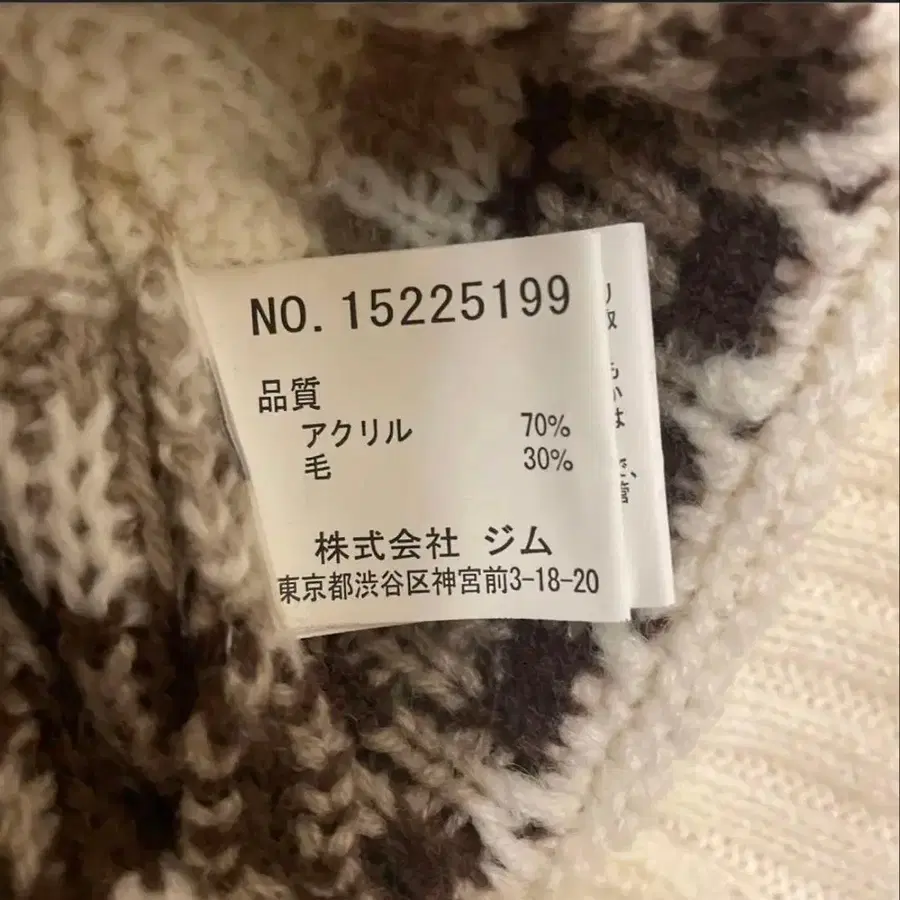 NO. 15225199
品質
アクリル 70%
毛 30%
株式会社 ジム
東京都渋谷区神宮前3-18-20